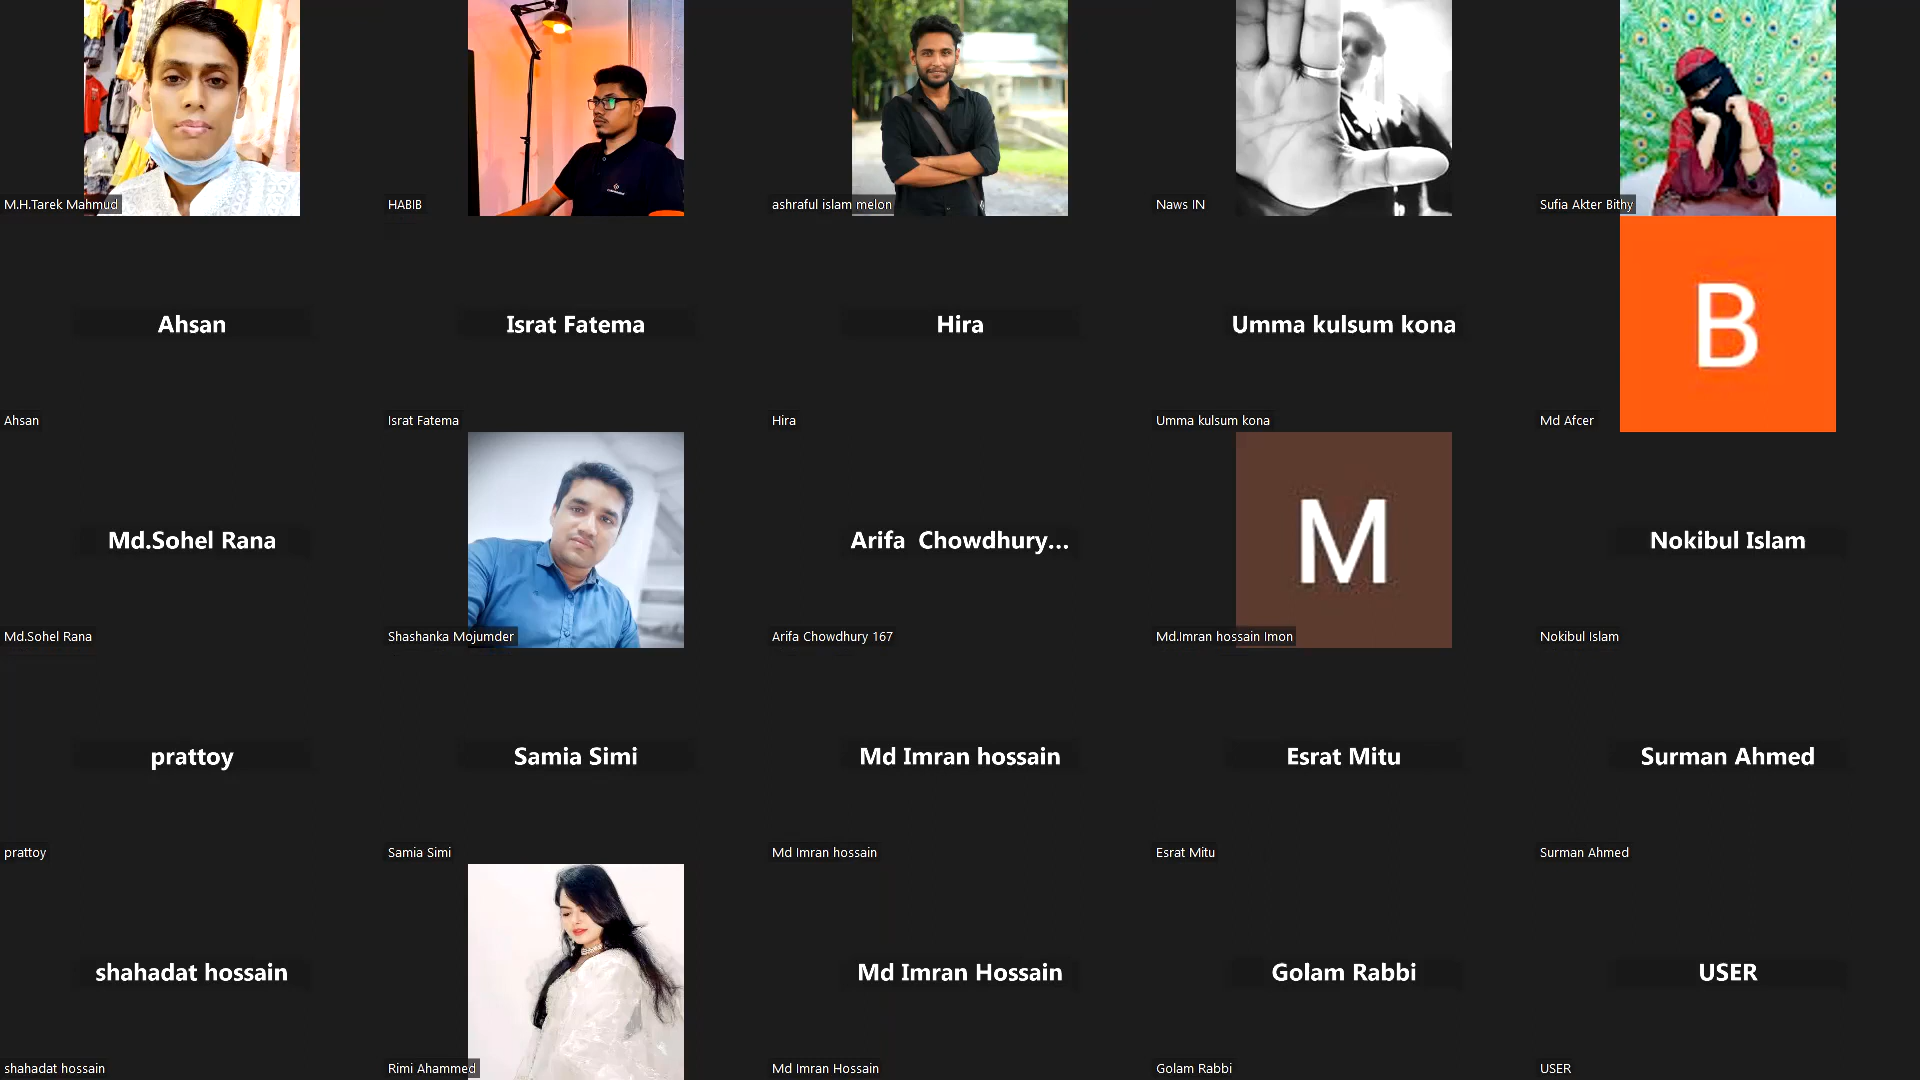 M.H.Tarek Mahmud
HABIB
ashraful islam melon
Naws IN
Sufia Akter Bithy
Ahsan
Israt Fatema
Hira
Umma kulsum kona
B
Ahsan
Israt Fatema
Hira
Umma kulsum kona
Md Afcer
Md.Sohel Rana
Arifa Chowdhury...
M
Nokibul Islam
Md.Sohel Rana
Shashanka Mojumder
Arifa Chowdhury 167
Md.Imran hossain Imon
Nokibul Islam
prattoy
Samia Simi
Md Imran hossain
Esrat Mitu
Surman Ahmed
prattoy
Samia Simi
Md Imran hossain
Esrat Mitu
Surman Ahmed
shahadat hossain
Md Imran Hossain
Golam Rabbi
USER
shahadat hossain
Rimi Ahammed
Md Imran Hossain
Golam Rabbi
USER